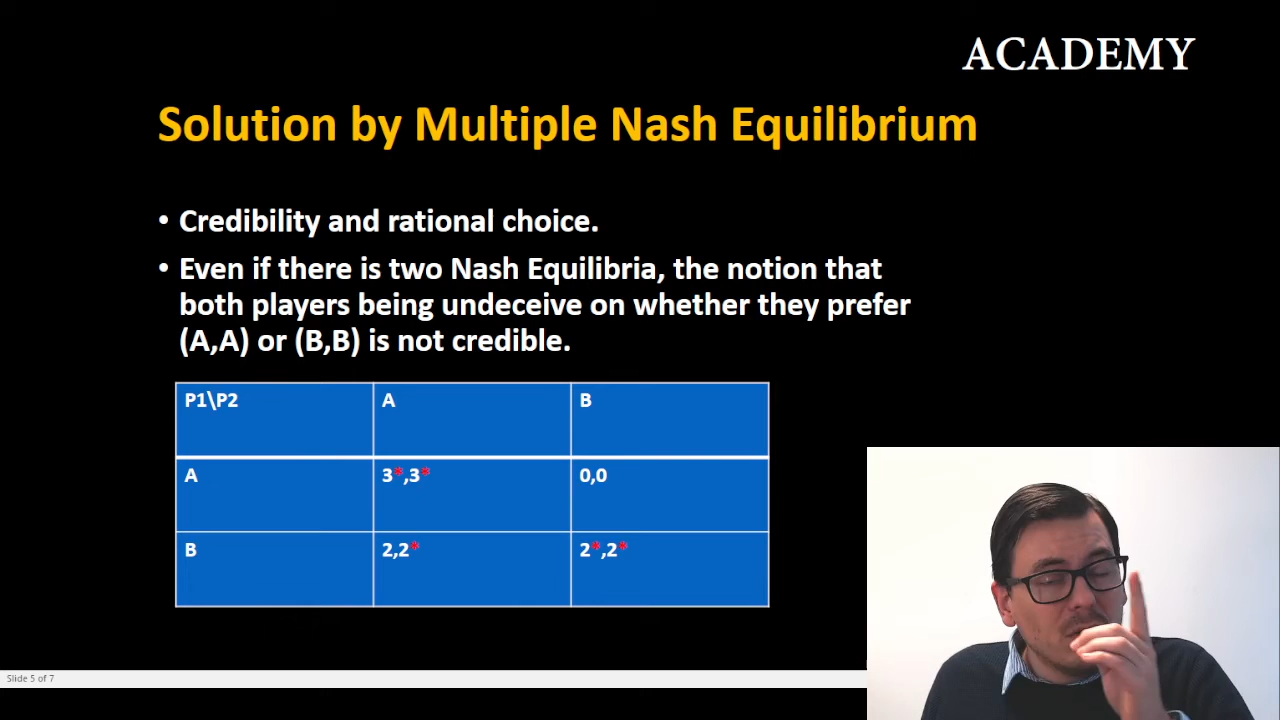 ACADEMY
Solution by Multiple Nash Equilibrium
• Credibility and rational choice.
• Even if there is two Nash Equilibria, the notion that
both players being undeceive on whether they prefer
(A,A) or (B,B) is not credible.
P1\P2 A B
A 3*,3* 0,0
B 2,2* 2*,2*
Slide 5 of 7